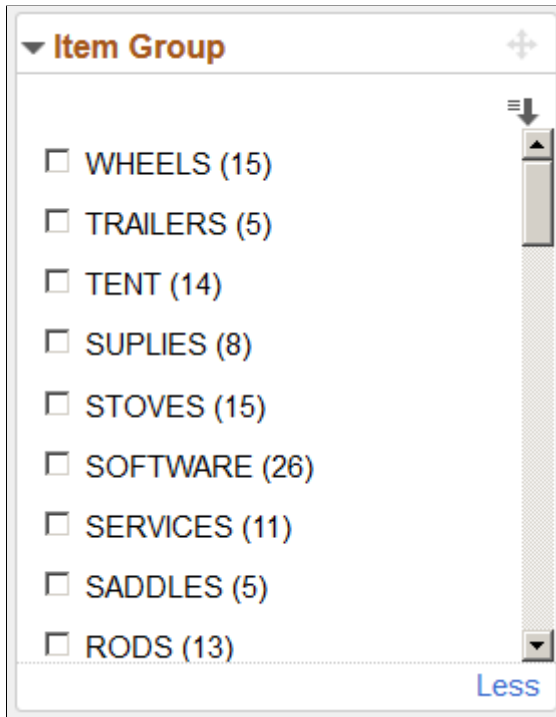 Item Group
WHEELS (15)
TRAILERS (5)
TENT (14)
SUPLIES (8)
STOVES (15)
SOFTWARE (26)
SERVICES (11)
SADDLES (5)
RODS (13)
Less